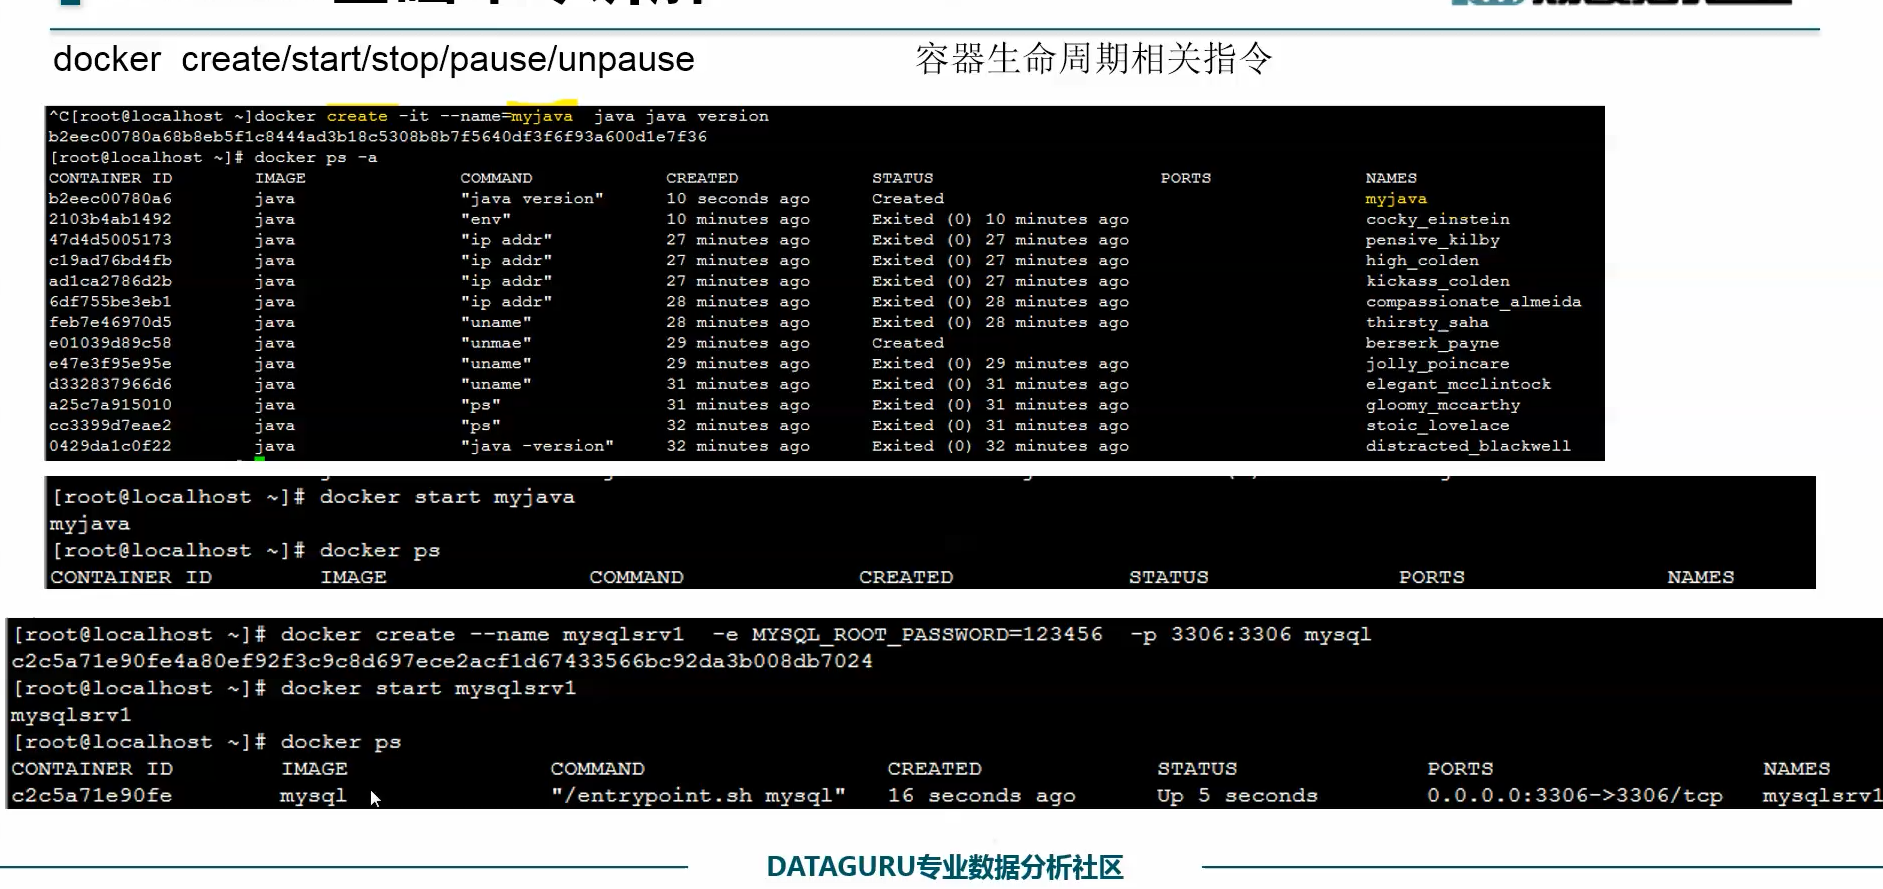 docker create/start/stop/pause/unpause 容器生命周期相关指令
^C[root@localhost ~]docker create -it --name=myjava java java version
b2eec00780a68b8eb5f1c8444ad3b18c5308b8b7f5640df3f6f93a600d1e7f36
[root@localhost ~]# docker ps -a
CONTAINER ID IMAGE COMMAND CREATED STATUS PORTS NAMES
b2eec00780a6 java "java version" 10 seconds ago Created myjava
2103b4ab1492 java "env" 10 minutes ago Exited (0) 10 minutes ago cocky_einstein
47d4d5005173 java "ip addr" 27 minutes ago Exited (0) 27 minutes ago pensive_kilby
c19ad76bd4fb java "ip addr" 27 minutes ago Exited (0) 27 minutes ago high_colden
ad1ca2786d2b java "ip addr" 27 minutes ago Exited (0) 27 minutes ago kickass_colden
6df755be3eb1 java "ip addr" 28 minutes ago Exited (0) 28 minutes ago compassionate_almeida
feb7e46970d5 java "uname" 28 minutes ago Exited (0) 28 minutes ago thirsty_saha
e01039d89c58 java "unmae" 29 minutes ago Created berserk_payne
e47e3f95e95e java "uname" 29 minutes ago Exited (0) 29 minutes ago jolly_poincare
d332837966d6 java "uname" 31 minutes ago Exited (0) 31 minutes ago elegant_mcclintock
a25c7a915010 java "ps" 31 minutes ago Exited (0) 31 minutes ago gloomy_mccarthy
cc3399d7eae2 java "ps" 32 minutes ago Exited (0) 31 minutes ago stoic_lovelace
0429da1c0f22 java "java -version" 32 minutes ago Exited (0) 32 minutes ago distracted_blackwell
[root@localhost ~]# docker start myjava
myjava
[root@localhost ~]# docker ps
CONTAINER ID IMAGE COMMAND CREATED STATUS PORTS NAMES
[root@localhost ~]# docker create --name mysqlsrv1 -e MYSQL_ROOT_PASSWORD=123456 -p 3306:3306 mysql
c2c5a71e90fe4a80ef92f3c9c8d697ece2acf1d67433566bc92da3b008db7024
[root@localhost ~]# docker start mysqlsrv1
mysqlsrv1
[root@localhost ~]# docker ps
CONTAINER ID IMAGE COMMAND CREATED STATUS PORTS NAMES
c2c5a71e90fe mysql "/entrypoint.sh mysql" 16 seconds ago Up 5 seconds 0.0.0.0:3306->3306/tcp mysqlsrv1
DATAGURU专业数据分析社区